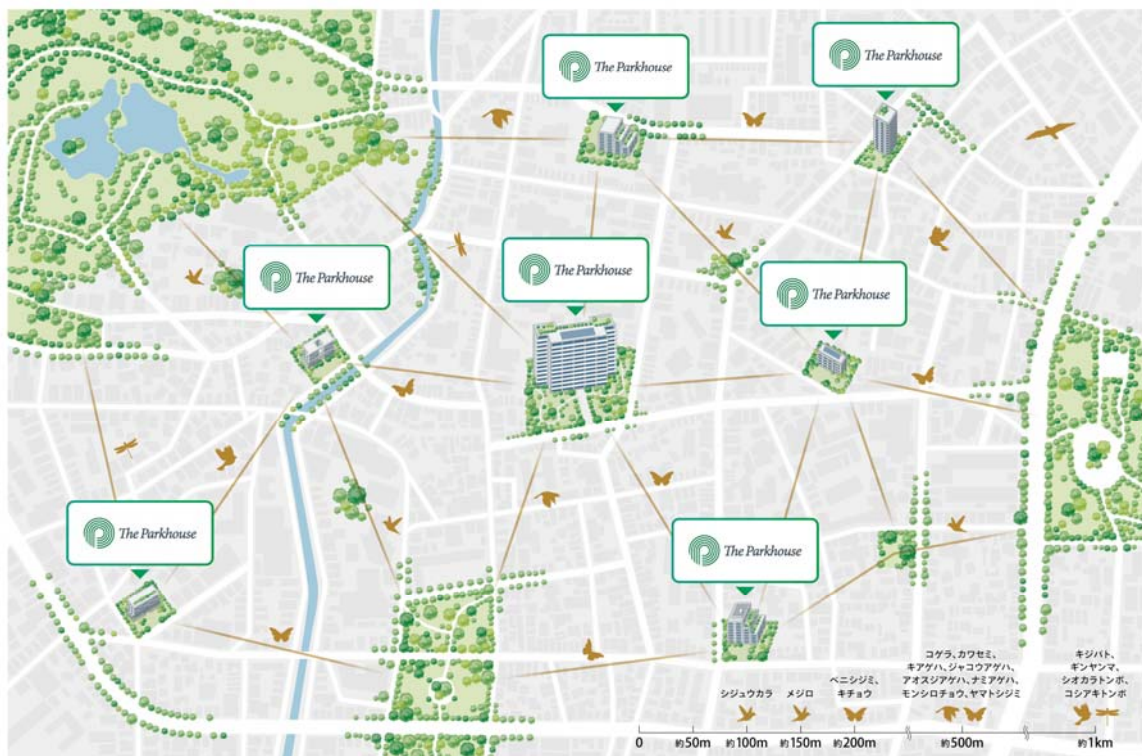 The Parkhouse
The Parkhouse
The Parkhouse
The Parkhouse
The Parkhouse
The Parkhouse
The Parkhouse
シジュウカラ
メジロ
ベニシジミ、
キチョウ
コゲラ、カワセミ、
キアゲハ、ジャコウアゲハ、
アオスジアゲハ、ナミアゲハ、
モンシロチョウ、ヤマトシジミ
キジバト、
ギンヤンマ、
シオカラトンボ、
コシアキトンボ
0 約50m 約100m 約150m 約200m 約500m 約1km